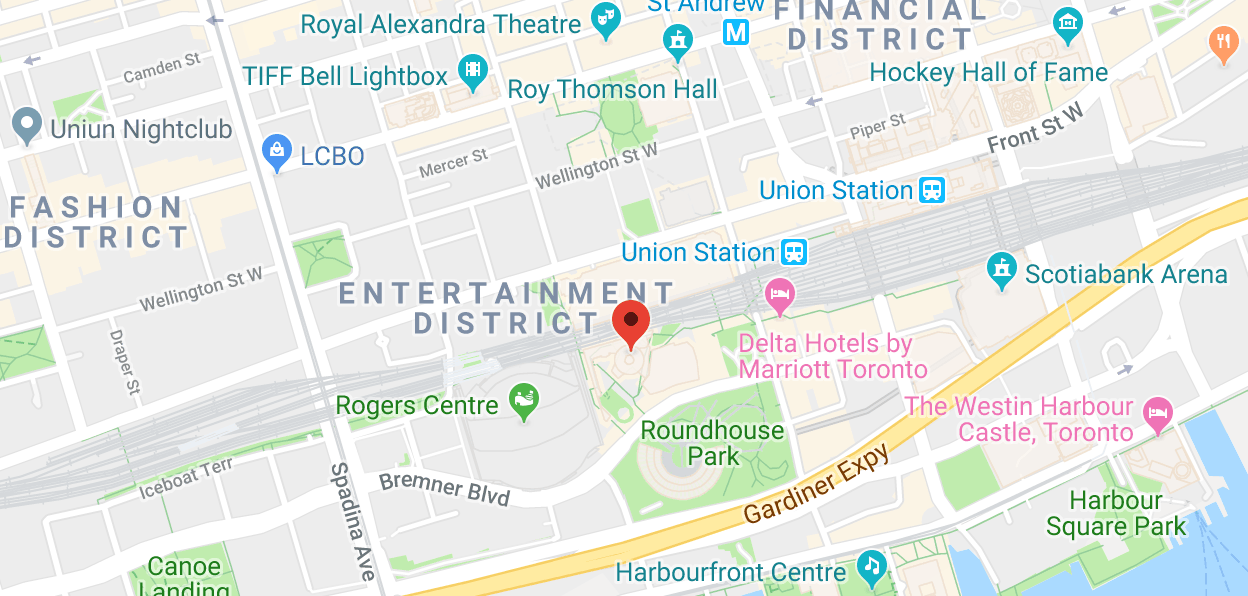 St Andrew
FINANCIAL
DISTRICT
Royal Alexandra Theatre
M
TIFF Bell Lightbox
Roy Thomson Hall
Hockey Hall of Fame
Camden St
Uniun Nightclub
LCBO
Mercer St
Wellington St W
Piper St
Front St W
Union Station
FASHION
DISTRICT
Union Station
Wellington St W
ENTERTAINMENT
DISTRICT
Scotiabank Arena
Draper St
Delta Hotels by
Marriott Toronto
Rogers Centre
Roundhouse
Park
The Westin Harbour
Castle, Toronto
Iceboat Terr
Spadina Ave
Bremner Blvd
Gardiner Expy
Harbour
Square Park
Canoe
Landing
Harbourfront Centre